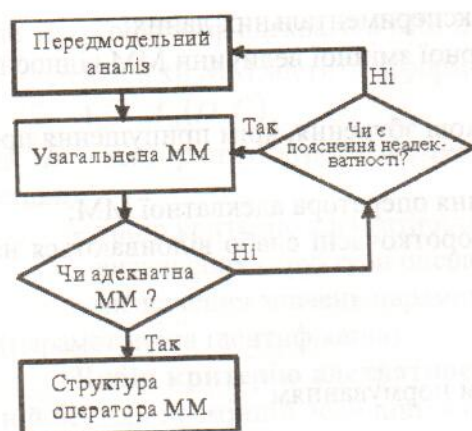 Передмодельний
аналіз
Ні
Так
Чи є
пояснення неадек-
ватності?
Узагальнена ММ
Ні
Чи адекватна
ММ ?
Так
Структура
оператора ММ